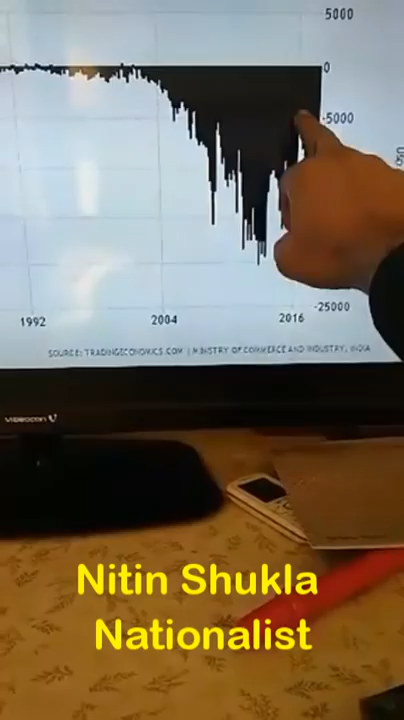 5000
0
-5000
-25000
1992 2004 2016
SOURCE: TRADINGECONOMICS.COM | MINISTRY OF COMMERCE AND INDUSTRY, INDIA
VIDEOCON
Nitin Shukla
Nationalist